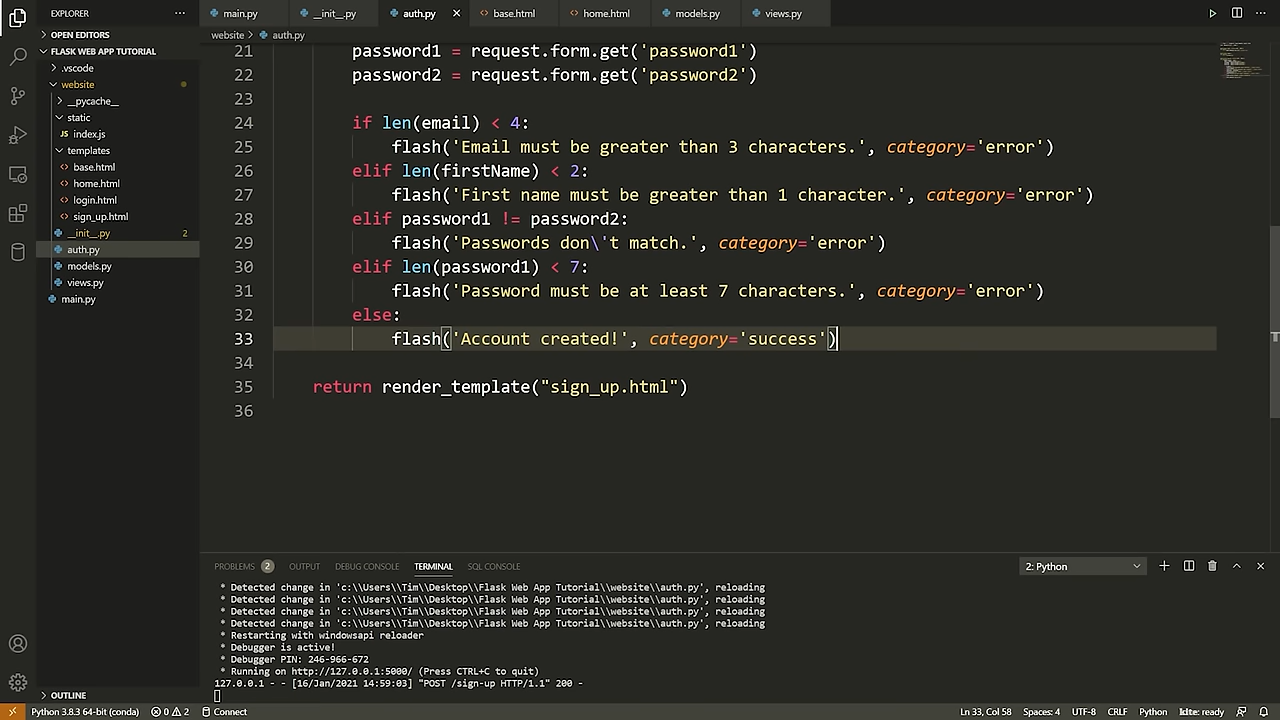 EXPLORER
OPEN EDITORS
FLASK WEB APP TUTORIAL
.vscode
website
__pycache__
static
JS index.js
templates
<> base.html
<> home.html
<> login.html
<> sign_up.html
__init__.py 2
auth.py
models.py
views.py
main.py
OUTLINE
main.py __init__.py auth.py <> base.html <> home.html models.py views.py
website > auth.py
21 password1 = request.form.get('password1')
22 password2 = request.form.get('password2')
23
24 if len(email) < 4:
25 flash('Email must be greater than 3 characters.', category='error')
26 elif len(firstName) < 2:
27 flash('First name must be greater than 1 character.', category='error')
28 elif password1 != password2:
29 flash('Passwords don\'t match.', category='error')
30 elif len(password1) < 7:
31 flash('Password must be at least 7 characters.', category='error')
32 else:
33 flash('Account created!', category='success')
34
35 return render_template("sign_up.html")
36
PROBLEMS 2 OUTPUT DEBUG CONSOLE TERMINAL SQL CONSOLE 2: Python
* Detected change in 'c:\\Users\\Tim\\Desktop\\Flask Web App Tutorial\\website\\auth.py', reloading
* Detected change in 'c:\\Users\\Tim\\Desktop\\Flask Web App Tutorial\\website\\auth.py', reloading
* Detected change in 'c:\\Users\\Tim\\Desktop\\Flask Web App Tutorial\\website\\auth.py', reloading
* Detected change in 'c:\\Users\\Tim\\Desktop\\Flask Web App Tutorial\\website\\auth.py', reloading
* Restarting with windowsapi reloader
* Debugger is active!
* Debugger PIN: 246-966-672
* Running on http://127.0.0.1:5000/ (Press CTRL+C to quit)
127.0.0.1 - - [16/Jan/2021 14:59:03] "POST /sign-up HTTP/1.1" 200 -
Python 3.8.3 64-bit (conda) 0 2 Connect Ln 33, Col 58 Spaces: 4 UTF-8 CRLF Python kite: ready